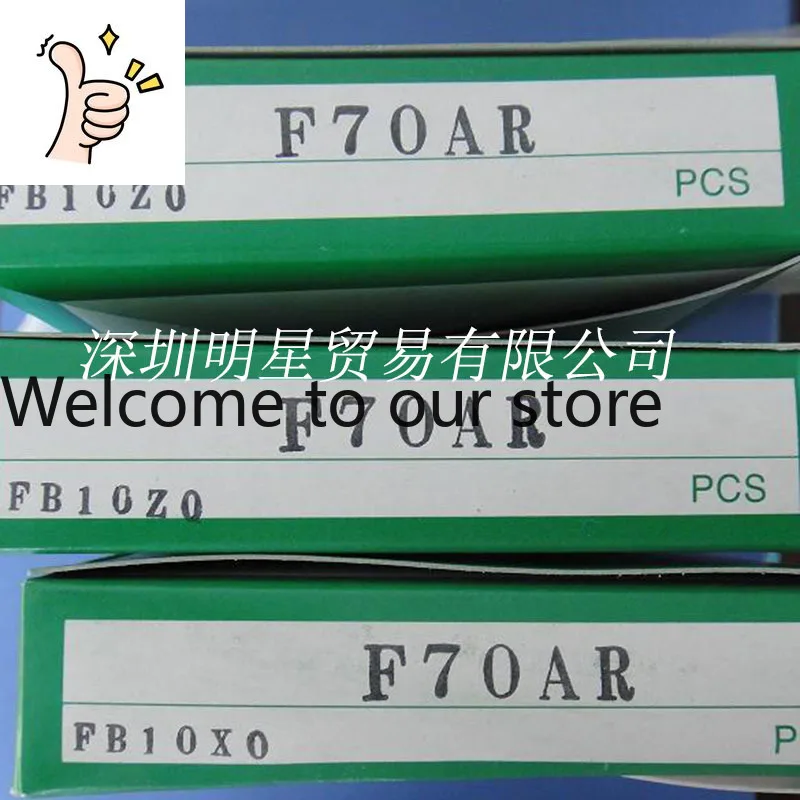 F70AR
FB10Z0
PCS
深圳明星贸易有限公司
Welcome to our store
F70AR
FB10Z0
PCS
F70AR
FB10X0
P